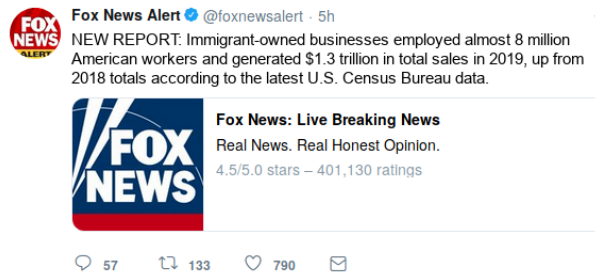 Fox News Alert @foxnewsalert · 5h
NEW REPORT: Immigrant-owned businesses employed almost 8 million
American workers and generated $1.3 trillion in total sales in 2019, up from
2018 totals according to the latest U.S. Census Bureau data.
FOX
NEWS
ALERT
FOX
NEWS
Fox News: Live Breaking News
Real News. Real Honest Opinion.
4.5/5.0 stars – 401,130 ratings
57 133 790